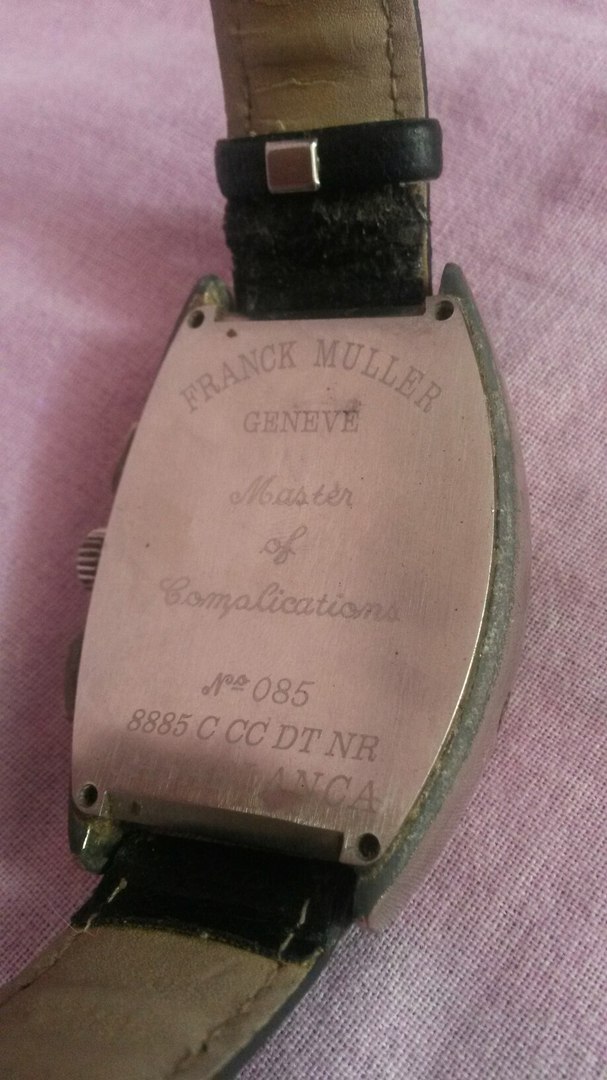 FRANCK MULLER
GENEVE
Master
of
Complications
Nº 085
8885 C CC DT NR